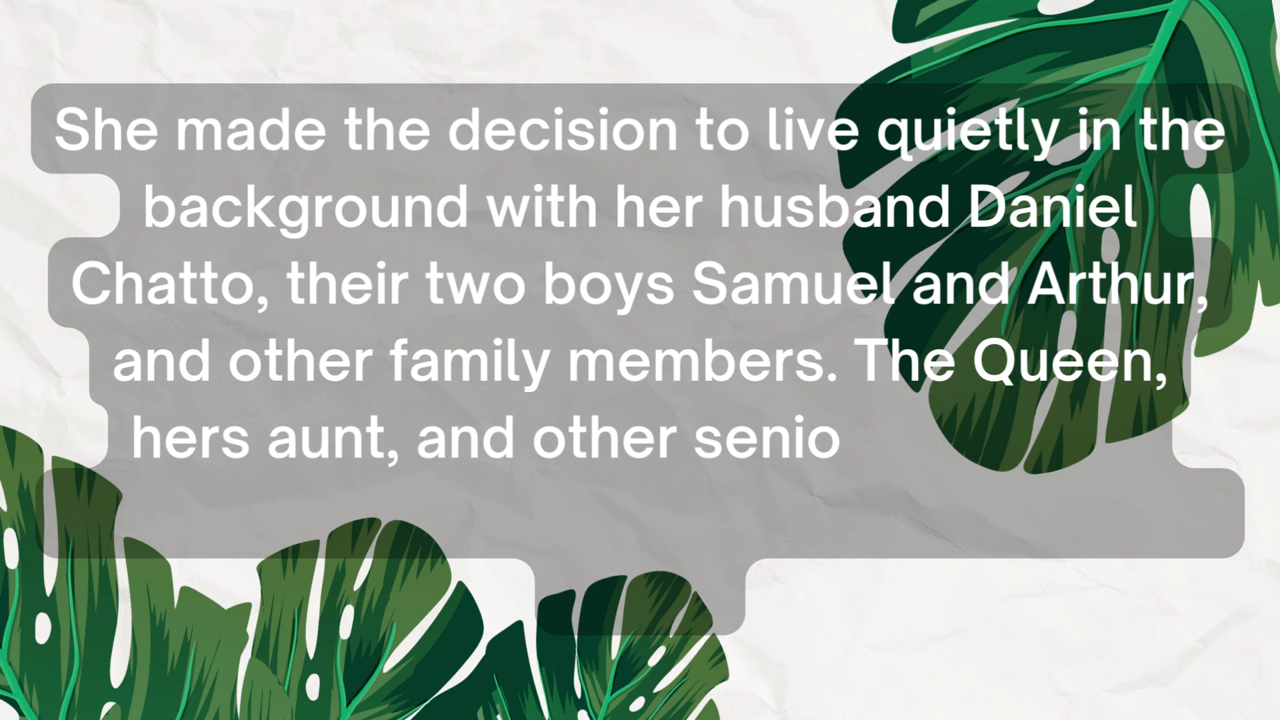 She made the decision to live quietly in the
background with her husband Daniel
Chatto, their two boys Samuel and Arthur,
and other family members. The Queen,
hers aunt, and other senio